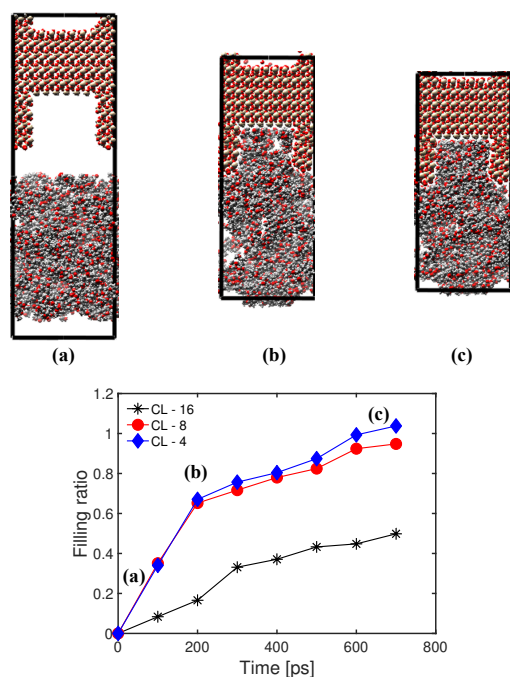 (a)
(b)
(c)
1.2
1
0.8
0.6
0.4
0.2
0
Filling ratio
CL - 16
CL - 8
CL - 4
(a)
(b)
(c)
0 200 400 600 800
Time [ps]